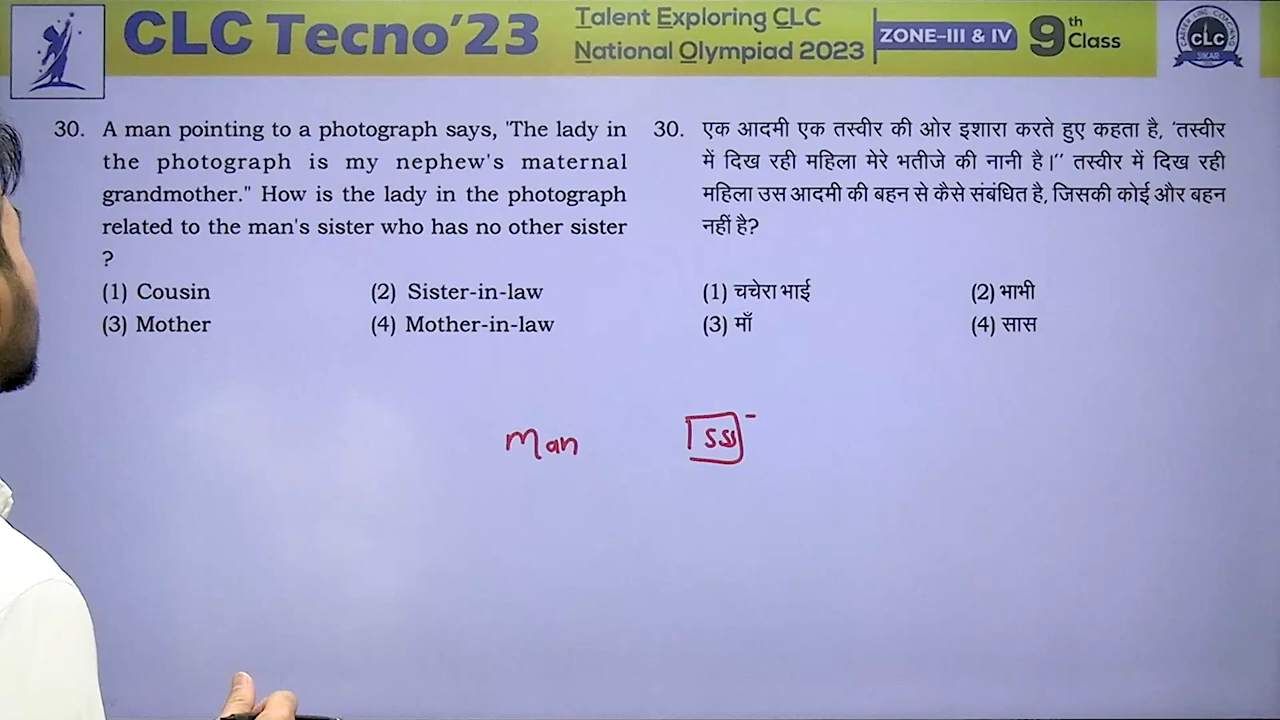 CLC Tecno'23
Talent Exploring CLC
National Olympiad 2023
ZONE-III & IV
9th Class
CLC
SIKAR
30. A man pointing to a photograph says, 'The lady in
the photograph is my nephew's maternal
grandmother." How is the lady in the photograph
related to the man's sister who has no other sister
?
(1) Cousin (2) Sister-in-law
(3) Mother (4) Mother-in-law
30. एक आदमी एक तस्वीर की ओर इशारा करते हुए कहता है, 'तस्वीर
में दिख रही महिला मेरे भतीजे की नानी है।'' तस्वीर में दिख रही
महिला उस आदमी की बहन से कैसे संबंधित है, जिसकी कोई और बहन
नहीं है?
(1) चचेरा भाई (2) भाभी
(3) माँ (4) सास
Man